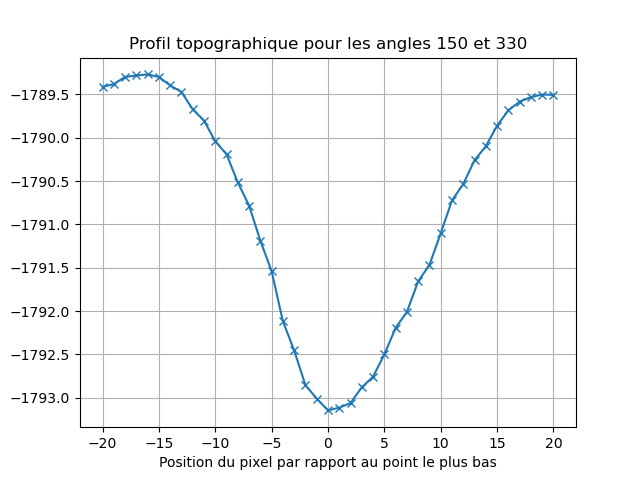 Profil topographique pour les angles 150 et 330
−1789.5
−1790.0
−1790.5
−1791.0
−1791.5
−1792.0
−1792.5
−1793.0
−20 −15 −10 −5 0 5 10 15 20
Position du pixel par rapport au point le plus bas